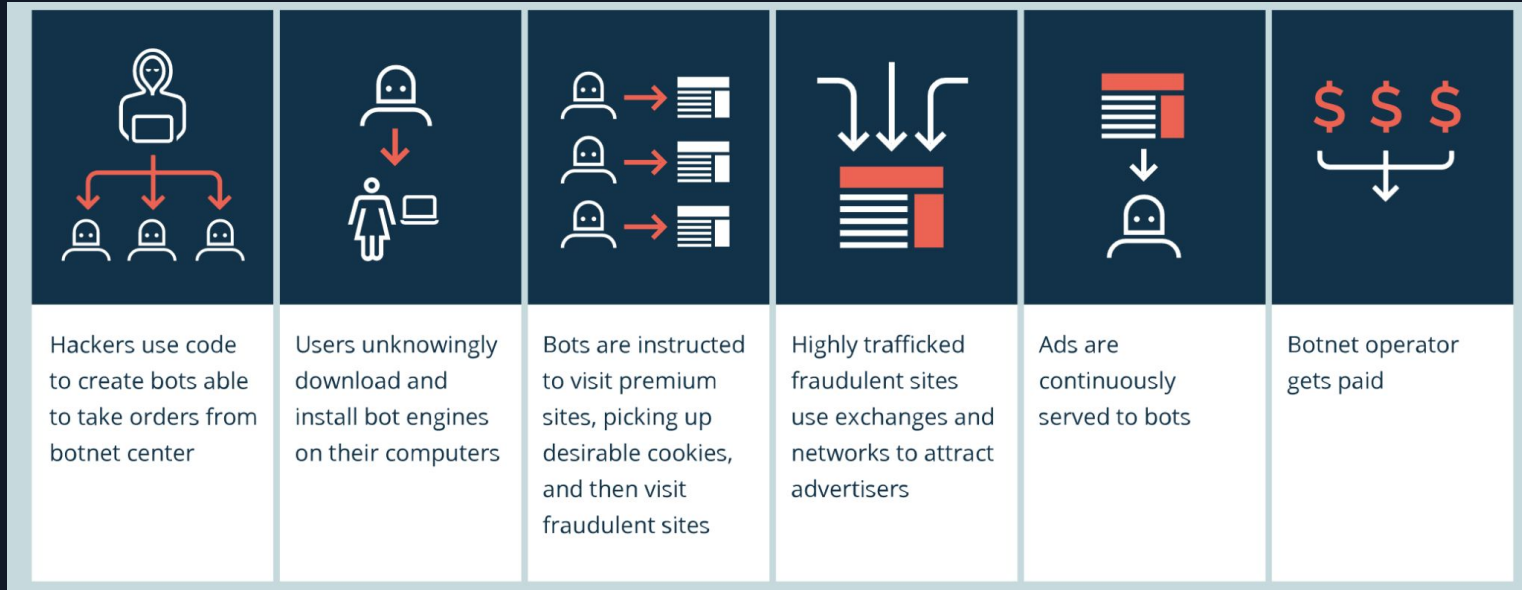 $ $ $
Hackers use code
to create bots able
to take orders from
botnet center
Users unknowingly
download and
install bot engines
on their computers
Bots are instructed
to visit premium
sites, picking up
desirable cookies,
and then visit
fraudulent sites
Highly trafficked
fraudulent sites
use exchanges and
networks to attract
advertisers
Ads are
continuously
served to bots
Botnet operator
gets paid